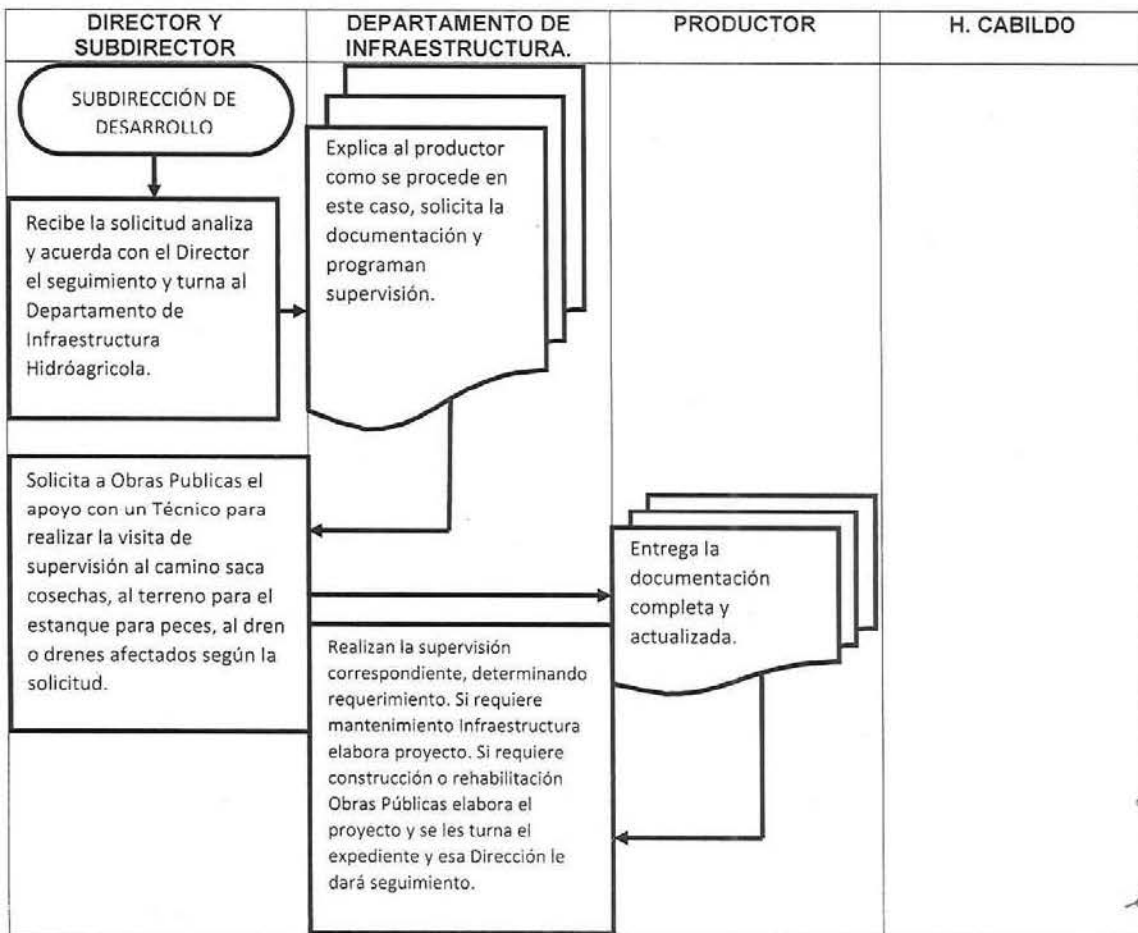 DIRECTOR Y
SUBDIRECTOR
DEPARTAMENTO DE
INFRAESTRUCTURA.
PRODUCTOR
H. CABILDO
SUBDIRECCIÓN DE
DESARROLLO
Recibe la solicitud analiza
y acuerda con el Director
el seguimiento y turna al
Departamento de
Infraestructura
Hidróagricola.
Explica al productor
como se procede en
este caso, solicita la
documentación y
programan
supervisión.
Solicita a Obras Publicas el
apoyo con un Técnico para
realizar la visita de
supervisión al camino saca
cosechas, al terreno para el
estanque para peces, al dren
o drenes afectados según la
solicitud.
Entrega la
documentación
completa y
actualizada.
Realizan la supervisión
correspondiente, determinando
requerimiento. Si requiere
mantenimiento Infraestructura
elabora proyecto. Si requiere
construcción o rehabilitación
Obras Públicas elabora el
proyecto y se les turna el
expediente y esa Dirección le
dará seguimiento.